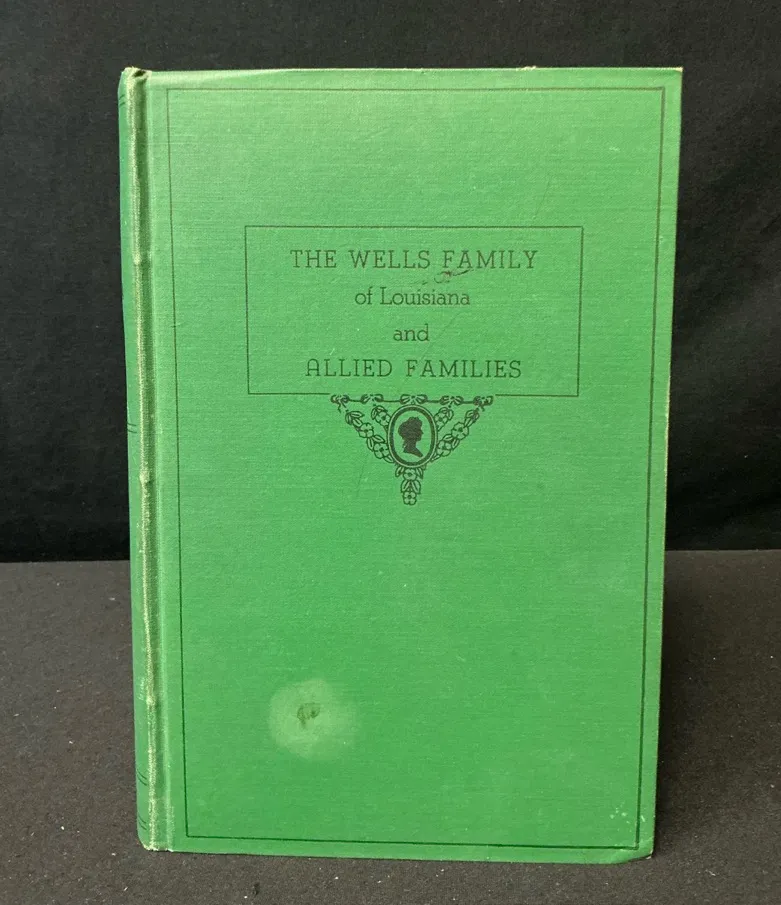 THE WELLS FAMILY
of Louisiana
and
ALLIED FAMILIES